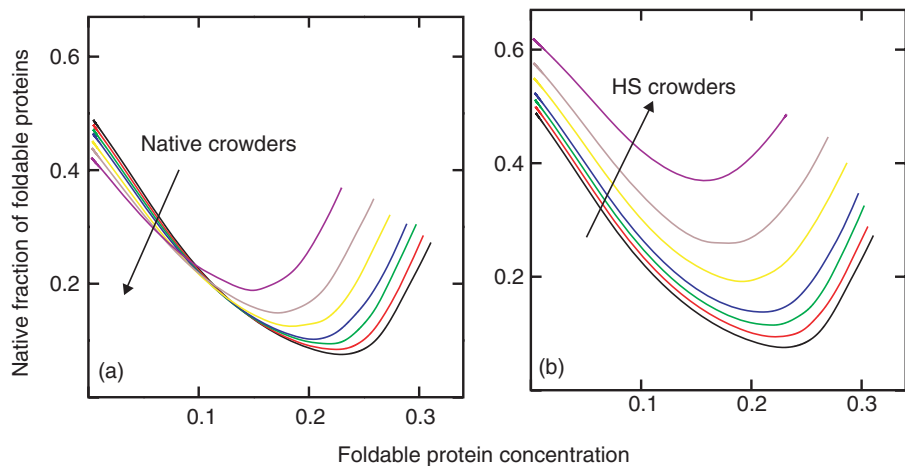 Native fraction of foldable proteins
0.6
0.4
0.2
Native crowders
(a)
0.1
0.2
0.3
0.6
0.4
0.2
HS crowders
(b)
0.1
0.2
0.3
Foldable protein concentration